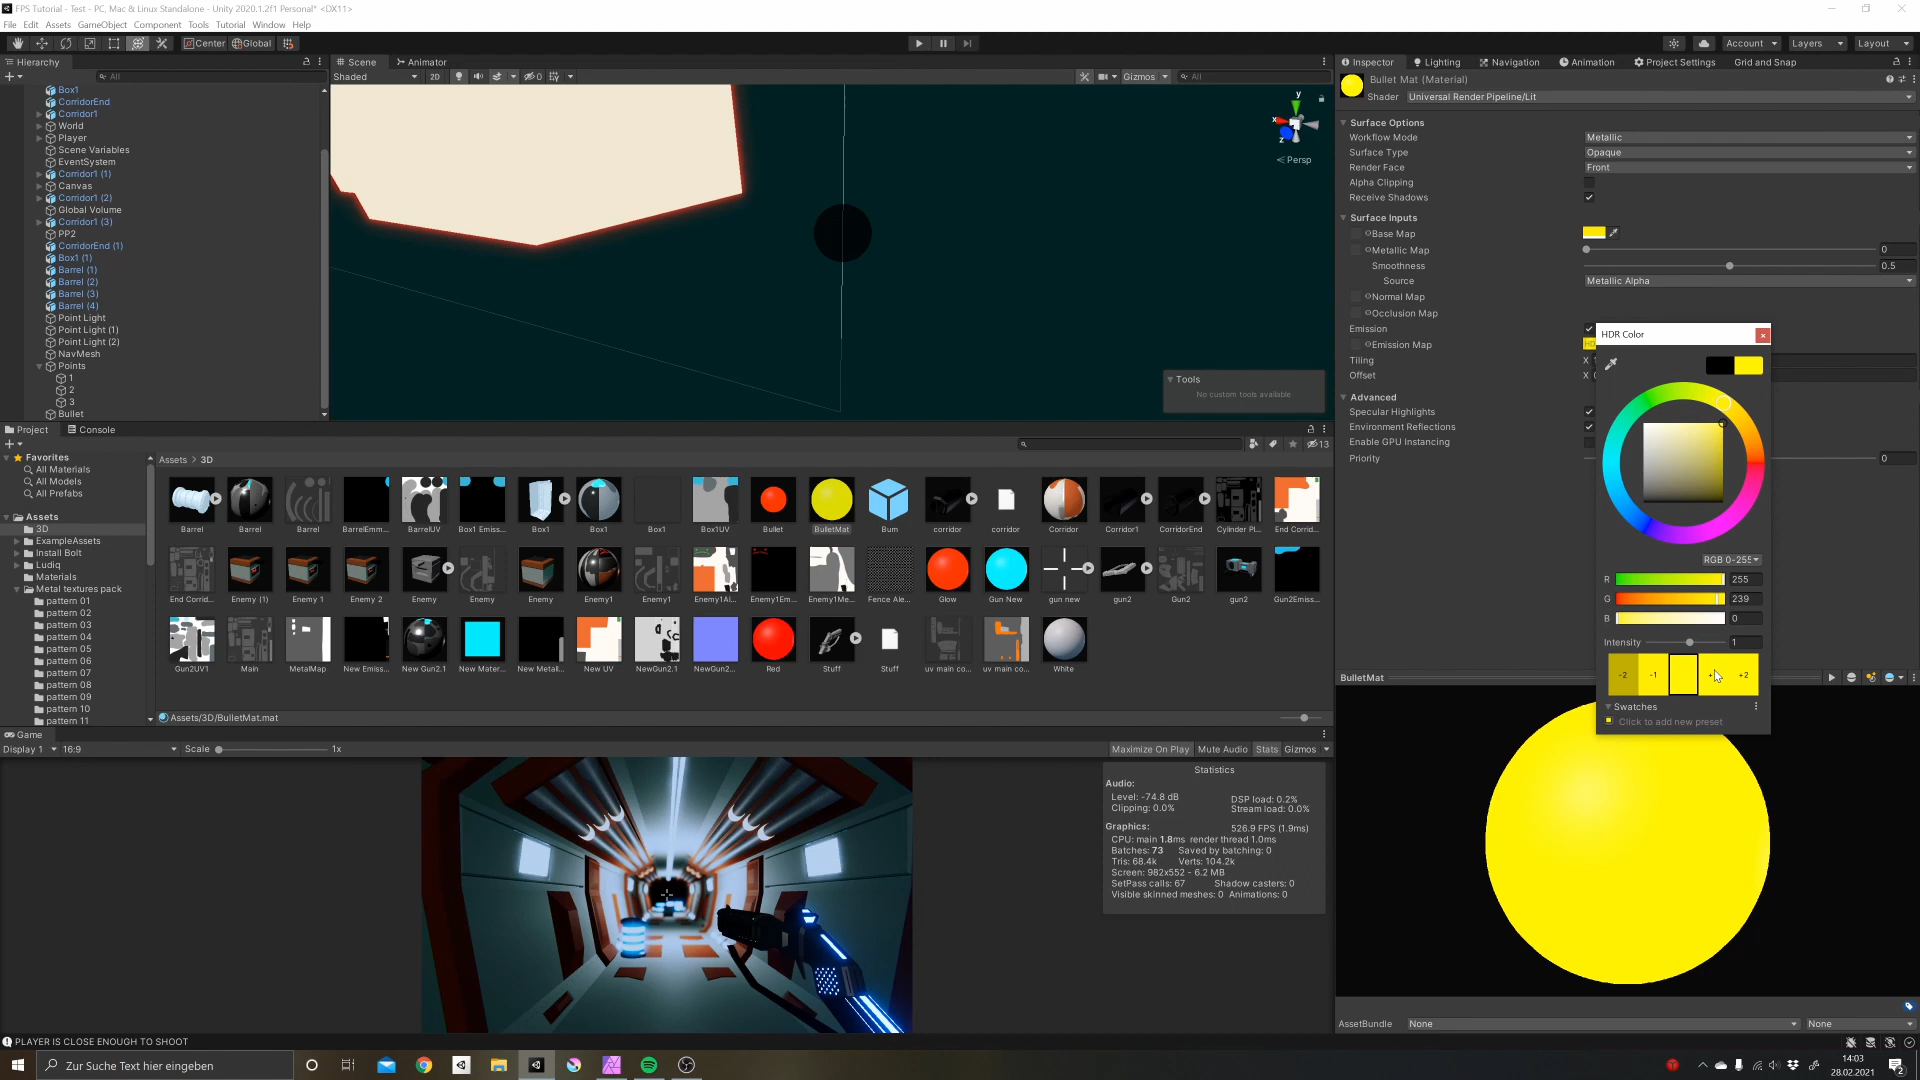 FPS Tutorial - Test - PC, Mac & Linux Standalone - Unity 2020.1.2f1 Personal* <DX11>
File Edit Assets GameObject Component Tools Tutorial Window Help
Center Global
Account Layers Layout
Hierarchy
All
Box1
CorridorEnd
Corridor1
World
Player
Scene Variables
EventSystem
Corridor1 (1)
Canvas
Corridor1 (2)
Global Volume
Corridor1 (3)
PP2
CorridorEnd (1)
Box1 (1)
Barrel (1)
Barrel (2)
Barrel (3)
Barrel (4)
Point Light
Point Light (1)
Point Light (2)
NavMesh
Points
1
2
3
Bullet
Scene Animator
Shaded 2D 0 Gizmos All
y
x
z
Persp
Tools
No custom tools available
Project Console
13
Favorites
All Materials
All Models
All Prefabs
Assets
3D
ExampleAssets
Install Bolt
Ludiq
Materials
Metal textures pack
pattern 01
pattern 02
pattern 03
pattern 04
pattern 05
pattern 06
pattern 07
pattern 08
pattern 09
pattern 10
pattern 11
Assets > 3D
Barrel Barrel Barrel BarrelEmm... BarrelUV Box1 Emiss... Box1 Box1 Box1 Box1UV Bullet BulletMat Bum corridor corridor Corridor Corridor1 CorridorEnd Cylinder Pl... End Corrid...
End Corrid... Enemy (1) Enemy 1 Enemy 2 Enemy Enemy Enemy Enemy1 Enemy1 Enemy1Al... Enemy1Em... Enemy1Me... Fence Ale... Glow Gun New gun new gun2 Gun2 gun2 Gun2Emiss...
Gun2UV1 Main MetalMap New Emiss... New Gun2.1 New Mater... New Metall... New UV NewGun2.1 NewGun2... Red Stuff Stuff uv main co... uv main co... White
Assets/3D/BulletMat.mat
Game
Display 1 16:9 Scale 1x Maximize On Play Mute Audio Stats Gizmos
Statistics
Audio:
Level: -74.8 dB DSP load: 0.2%
Clipping: 0.0% Stream load: 0.0%
Graphics: 526.9 FPS (1.9ms)
CPU: main 1.8ms render thread 1.0ms
Batches: 73 Saved by batching: 0
Tris: 68.4k Verts: 104.2k
Screen: 982x552 - 6.2 MB
SetPass calls: 67 Shadow casters: 0
Visible skinned meshes: 0 Animations: 0
Inspector Lighting Navigation Animation Project Settings Grid and Snap
Bullet Mat (Material)
Shader Universal Render Pipeline/Lit
Surface Options
Workflow Mode Metallic
Surface Type Opaque
Render Face Front
Alpha Clipping
Receive Shadows
Surface Inputs
Base Map
Metallic Map 0
Smoothness 0.5
Source Metallic Alpha
Normal Map
Occlusion Map
Emission
Emission Map
Tiling X
Offset X
Advanced
Specular Highlights
Environment Reflections
Enable GPU Instancing
Priority 0
HDR Color
RGB 0-255
R 255
G 239
B 0
Intensity 1
-2 -1 +2
Swatches
Click to add new preset
BulletMat
AssetBundle None None
PLAYER IS CLOSE ENOUGH TO SHOOT
Zur Suche Text hier eingeben
14:03
28.02.2021
2